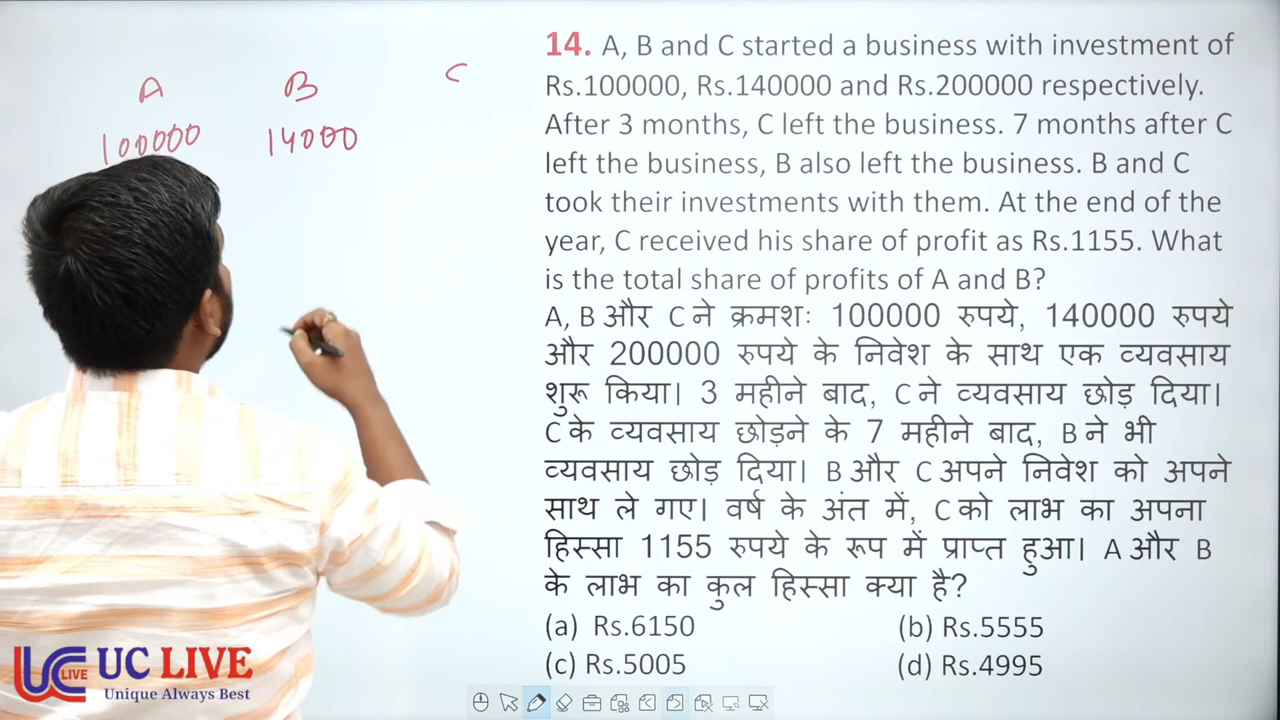 A B C
100000 14000
14. A, B and C started a business with investment of
Rs.100000, Rs.140000 and Rs.200000 respectively.
After 3 months, C left the business. 7 months after C
left the business, B also left the business. B and C
took their investments with them. At the end of the
year, C received his share of profit as Rs.1155. What
is the total share of profits of A and B?
A, B और C ने क्रमशः 100000 रुपये, 140000 रुपये
और 200000 रुपये के निवेश के साथ एक व्यवसाय
शुरू किया। 3 महीने बाद, C ने व्यवसाय छोड़ दिया।
C के व्यवसाय छोड़ने के 7 महीने बाद, B ने भी
व्यवसाय छोड़ दिया। B और C अपने निवेश को अपने
साथ ले गए। वर्ष के अंत में, C को लाभ का अपना
हिस्सा 1155 रुपये के रूप में प्राप्त हुआ। A और B
के लाभ का कुल हिस्सा क्या है?
(a) Rs.6150 (b) Rs.5555
(c) Rs.5005 (d) Rs.4995
UC LIVE UC LIVE
Unique Always Best